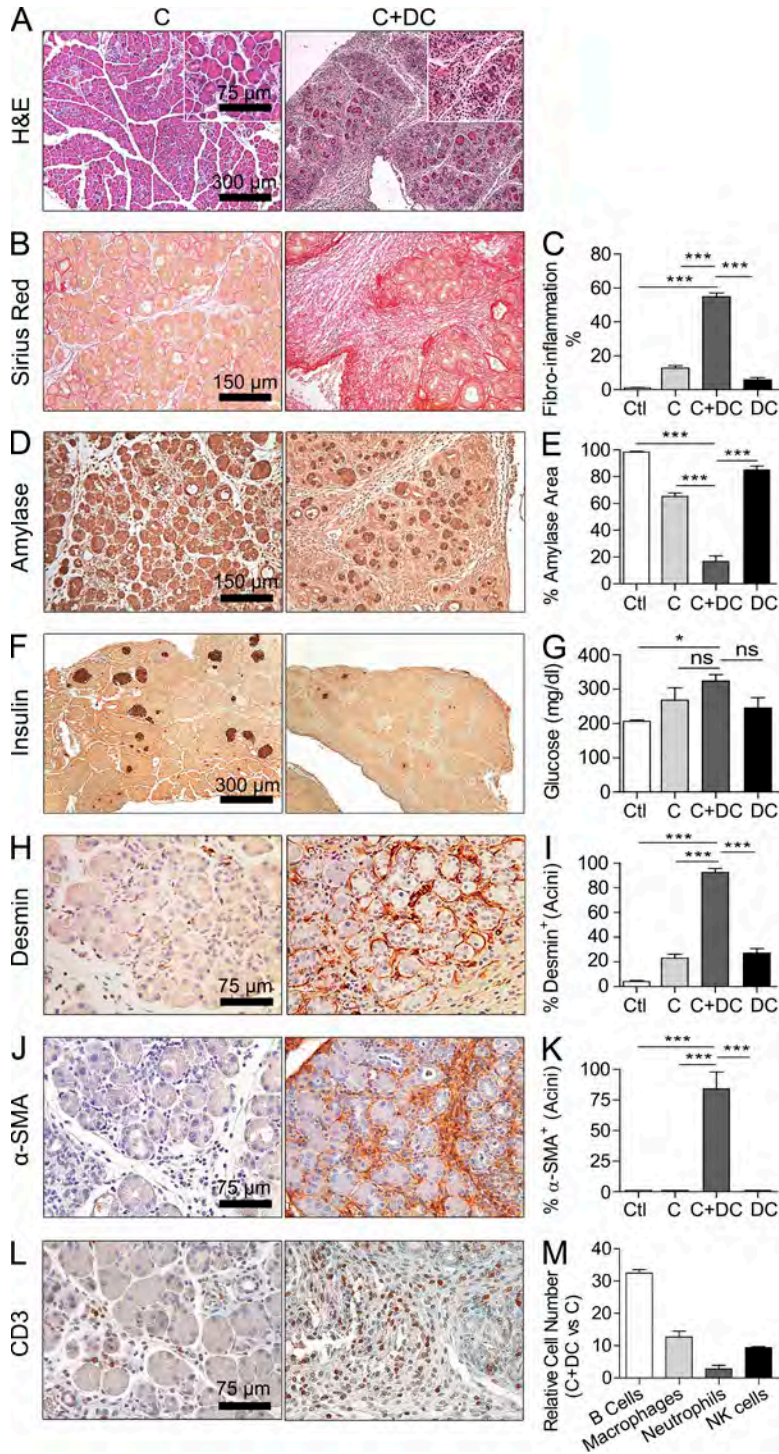 C
C+DC
A
H&E
75 µm
300 µm
B
Sirius Red
150 µm
C
Fibro-inflammation
%
80
60
40
20
0
***
***
***
Ctl C C+DC DC
D
Amylase
150 µm
E
% Amylase Area
100
80
60
40
20
0
***
***
***
Ctl C C+DC DC
F
Insulin
300 µm
G
Glucose (mg/dl)
400
300
200
100
0
*
ns
ns
Ctl C C+DC DC
H
Desmin
75 µm
I
% Desmin⁺ (Acini)
100
80
60
40
20
0
***
***
***
Ctl C C+DC DC
J
α-SMA
75 µm
K
% α-SMA⁺ (Acini)
75
50
25
0
***
***
***
Ctl C C+DC DC
L
CD3
75 µm
M
Relative Cell Number
(C+DC vs C)
40
30
20
10
0
B Cells
Macrophages
Neutrophils
NK cells